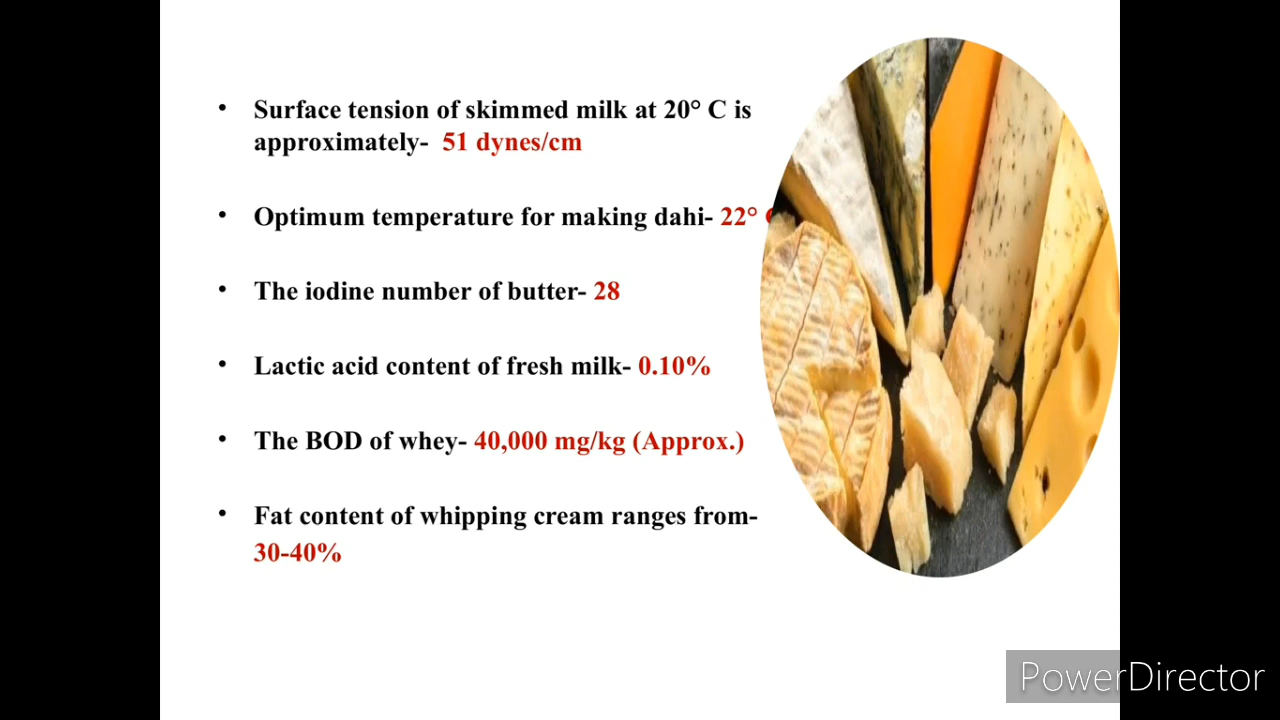 • Surface tension of skimmed milk at 20° C is
approximately- 51 dynes/cm
• Optimum temperature for making dahi- 22°
• The iodine number of butter- 28
• Lactic acid content of fresh milk- 0.10%
• The BOD of whey- 40,000 mg/kg (Approx.)
• Fat content of whipping cream ranges from-
30-40%
PowerDirector